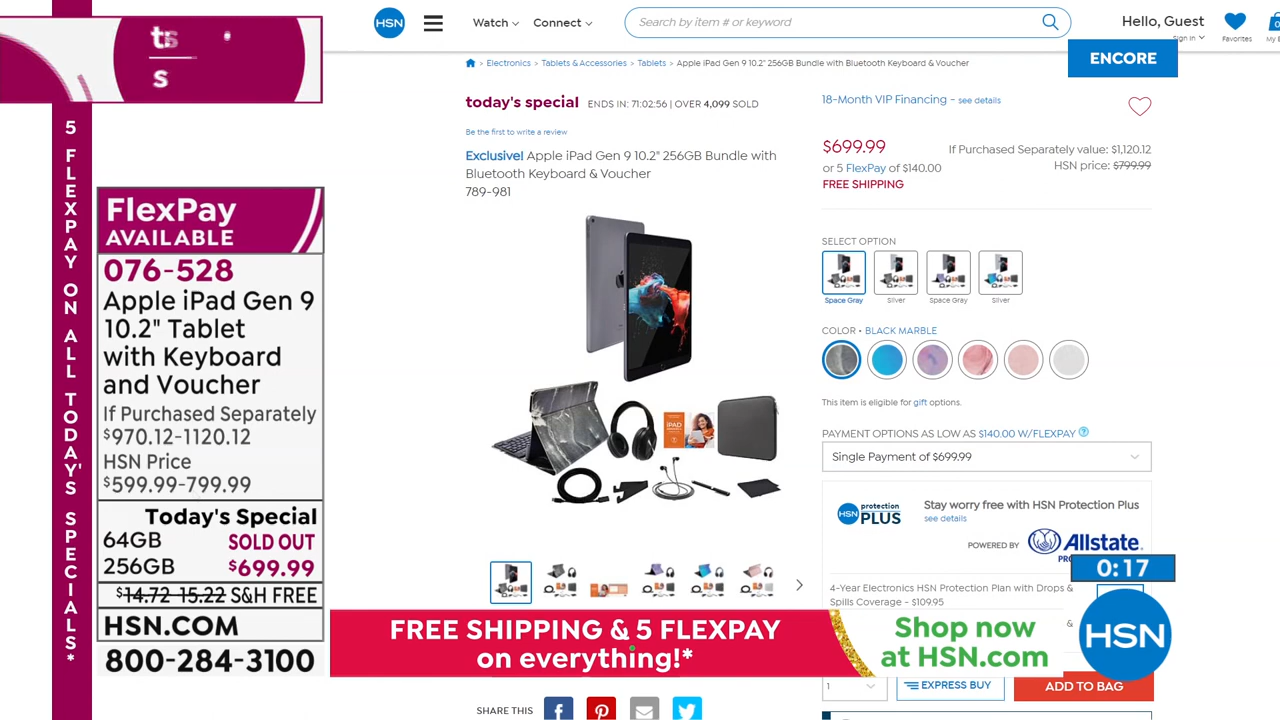 ts
S
5 FLEXPAY ON ALL TODAY'S SPECIALS*
FlexPay
AVAILABLE
076-528
Apple iPad Gen 9
10.2" Tablet
with Keyboard
and Voucher
If Purchased Separately
$970.12-1120.12
HSN Price
$599.99-799.99
Today's Special
64GB SOLD OUT
256GB $699.99
$14.72-15.22 S&H FREE
HSN.COM
800-284-3100
HSN
Watch
Connect
Search by item # or keyword
Hello, Guest
Sign In
Favorites
0
ENCORE
> Electronics > Tablets & Accessories > Tablets > Apple iPad Gen 9 10.2" 256GB Bundle with Bluetooth Keyboard & Voucher
today's special ENDS IN: 71:02:56 | OVER 4,099 SOLD
Be the first to write a review
Exclusive! Apple iPad Gen 9 10.2" 256GB Bundle with
Bluetooth Keyboard & Voucher
789-981
iPAD
18-Month VIP Financing - see details
$699.99
If Purchased Separately value: $1,120.12
or 5 FlexPay of $140.00
HSN price: $799.99
FREE SHIPPING
SELECT OPTION
Space Gray
Silver
Space Gray
Silver
COLOR • BLACK MARBLE
This item is eligible for gift options.
PAYMENT OPTIONS AS LOW AS $140.00 W/FLEXPAY ?
Single Payment of $699.99
HSN protection PLUS
Stay worry free with HSN Protection Plus
see details
POWERED BY Allstate.
PRO
0:17
4-Year Electronics HSN Protection Plan with Drops &
Spills Coverage - $109.95
&
FREE SHIPPING & 5 FLEXPAY
on everything!*
Shop now
at HSN.com
HSN
1
EXPRESS BUY
ADD TO BAG
SHARE THIS